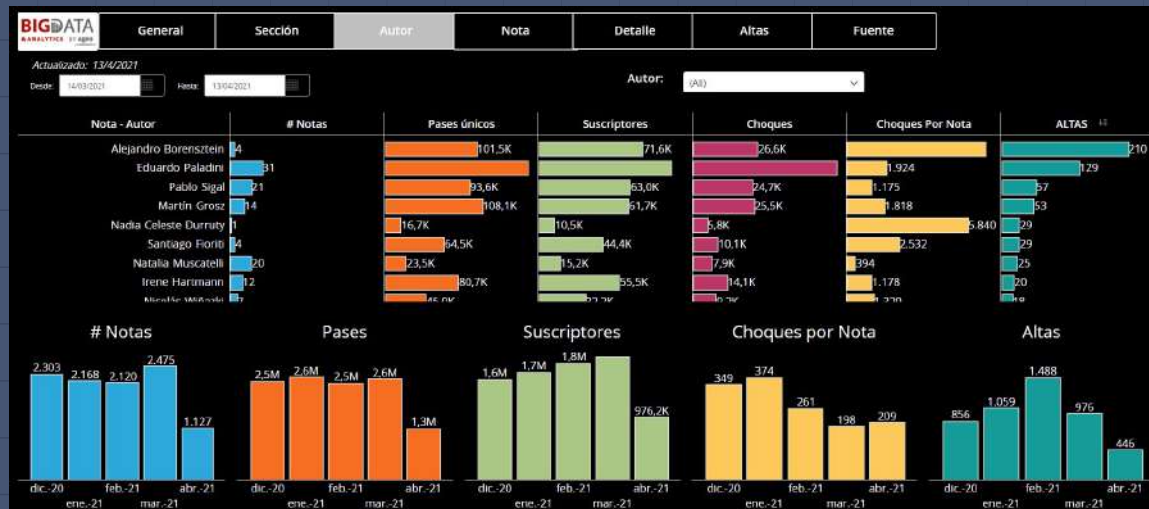 BIGDATA
& ANALYTICS BY agea
General Sección Autor Nota Detalle Altas Fuente
Actualizado: 13/4/2021
Desde: 14/03/2021 Hasta: 13/04/2021
Autor: (All)
Nota - Autor # Notas Pases únicos Suscriptores Choques Choques Por Nota ALTAS
Alejandro Borensztein 4 101,5K 71,6K 26,6K 210
Eduardo Paladini 31 1.924 129
Pablo Sigal 21 93,6K 63,0K 24,7K 1.175 57
Martín Grosz 14 108,1K 61,7K 25,5K 1.818 53
Nadia Celeste Durruty 1 16,7K 10,5K 5,8K 5.840 29
Santiago Fioriti 4 64,5K 44,4K 10,1K 2.532 29
Natalia Muscatelli 20 23,5K 15,2K 7,9K 394 25
Irene Hartmann 12 80,7K 55,5K 14,1K 1.178 20
# Notas Pases Suscriptores Choques por Nota Altas
2.303 2.168 2.120 2.475 1.127
2,5M 2,6M 2,5M 2,6M 1,3M
1,6M 1,7M 1,8M 976,2K
349 374 261 198 209
856 1.059 1.488 976 446
dic.-20 feb.-21 abr.-21 dic.-20 feb.-21 abr.-21 dic.-20 feb.-21 abr.-21 dic.-20 feb.-21 abr.-21 dic.-20 feb.-21 abr.-21
ene.-21 mar.-21 ene.-21 mar.-21 ene.-21 mar.-21 ene.-21 mar.-21 ene.-21 mar.-21